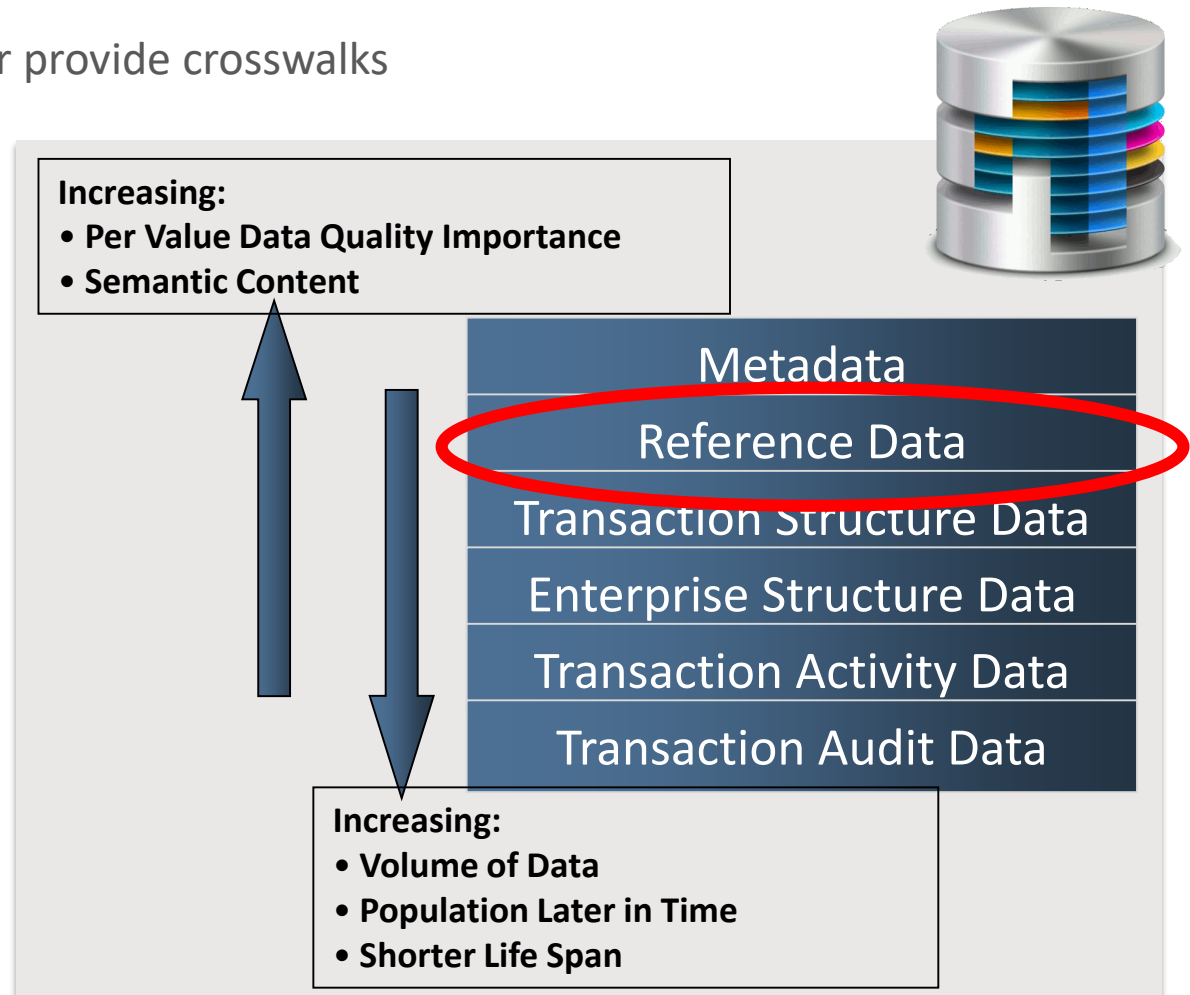 r provide crosswalks
Increasing:
• Per Value Data Quality Importance
• Semantic Content
Metadata
Reference Data
Transaction Structure Data
Enterprise Structure Data
Transaction Activity Data
Transaction Audit Data
Increasing:
• Volume of Data
• Population Later in Time
• Shorter Life Span